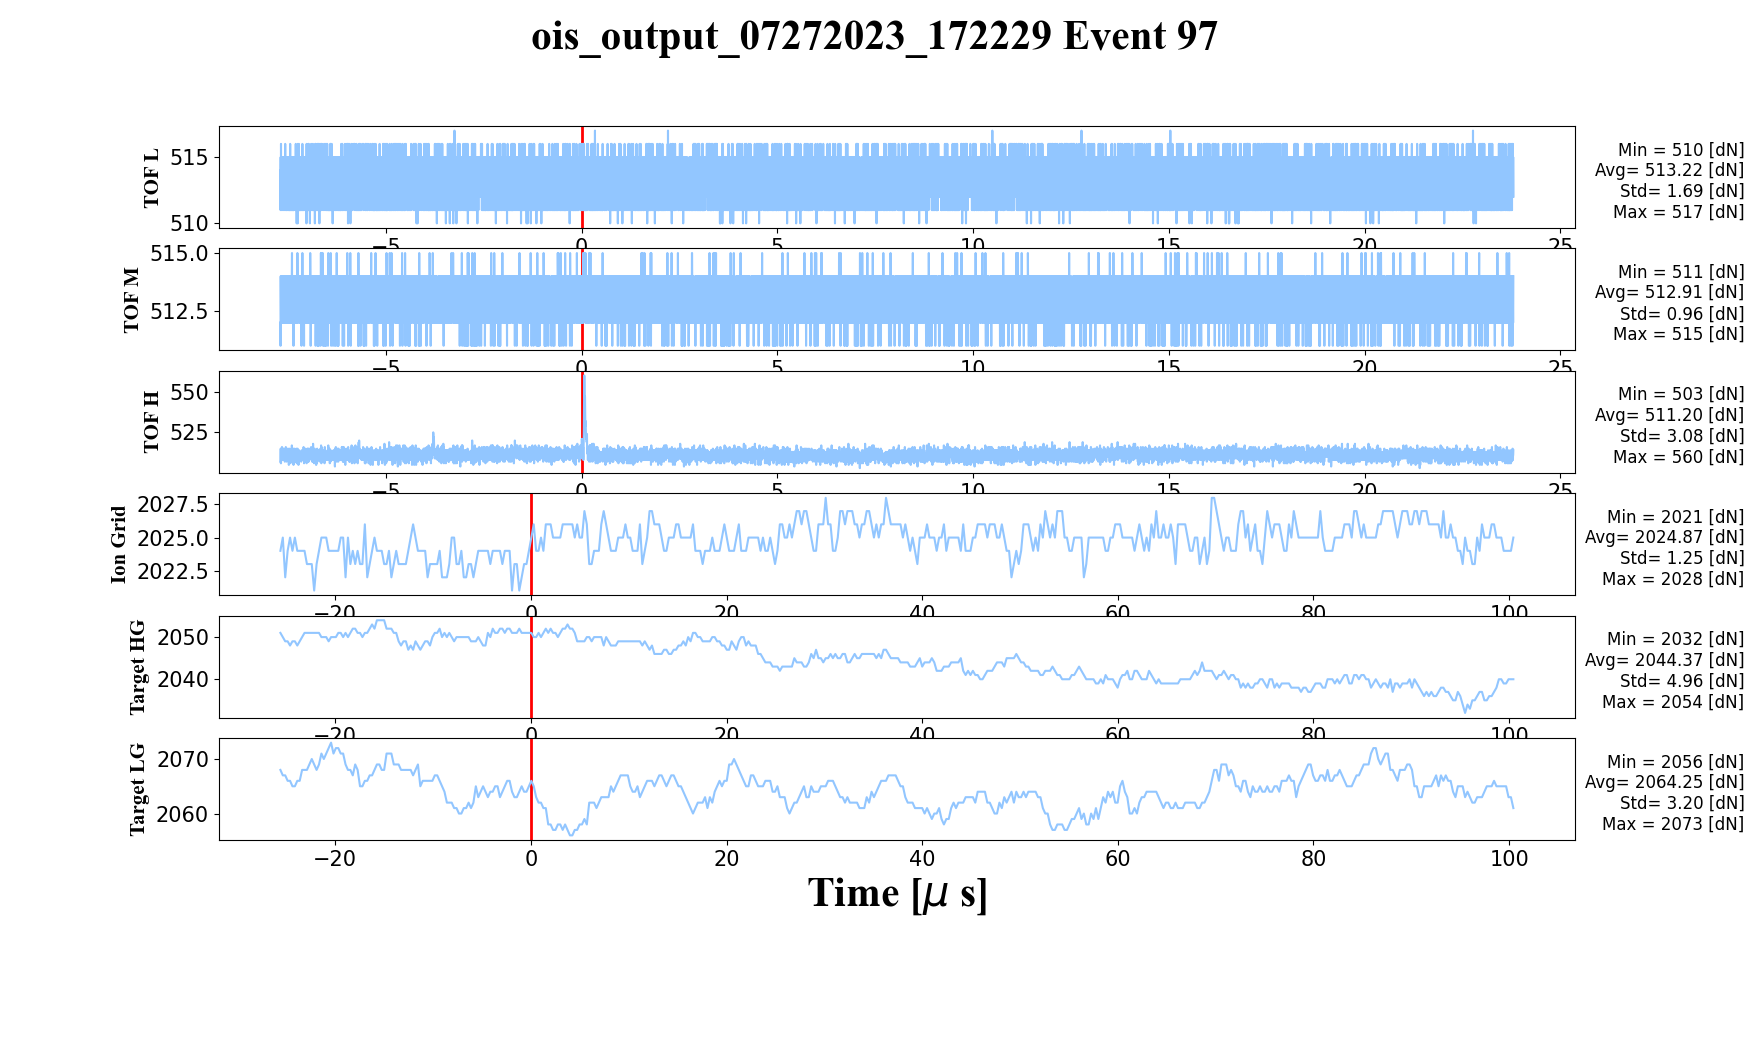 ois_output_07272023_172229 Event 97
TOF L
515
510
−5 0 5 10 15 20 25
Min = 510 [dN]
Avg= 513.22 [dN]
Std= 1.69 [dN]
Max = 517 [dN]
TOF M
515.0
512.5
−5 0 5 10 15 20 25
Min = 511 [dN]
Avg= 512.91 [dN]
Std= 0.96 [dN]
Max = 515 [dN]
TOF H
550
525
−5 0 5 10 15 20 25
Min = 503 [dN]
Avg= 511.20 [dN]
Std= 3.08 [dN]
Max = 560 [dN]
Ion Grid
2027.5
2025.0
2022.5
−20 0 20 40 60 80 100
Min = 2021 [dN]
Avg= 2024.87 [dN]
Std= 1.25 [dN]
Max = 2028 [dN]
Target HG
2050
2040
−20 0 20 40 60 80 100
Min = 2032 [dN]
Avg= 2044.37 [dN]
Std= 4.96 [dN]
Max = 2054 [dN]
Target LG
2070
2060
−20 0 20 40 60 80 100
Min = 2056 [dN]
Avg= 2064.25 [dN]
Std= 3.20 [dN]
Max = 2073 [dN]
Time [μ s]